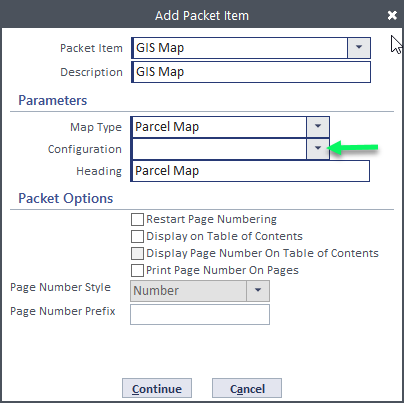 Add Packet Item
Packet Item GIS Map
Description GIS Map
Parameters
Map Type Parcel Map
Configuration
Heading Parcel Map
Packet Options
Restart Page Numbering
Display on Table of Contents
Display Page Number On Table of Contents
Print Page Number On Pages
Page Number Style Number
Page Number Prefix
Continue Cancel